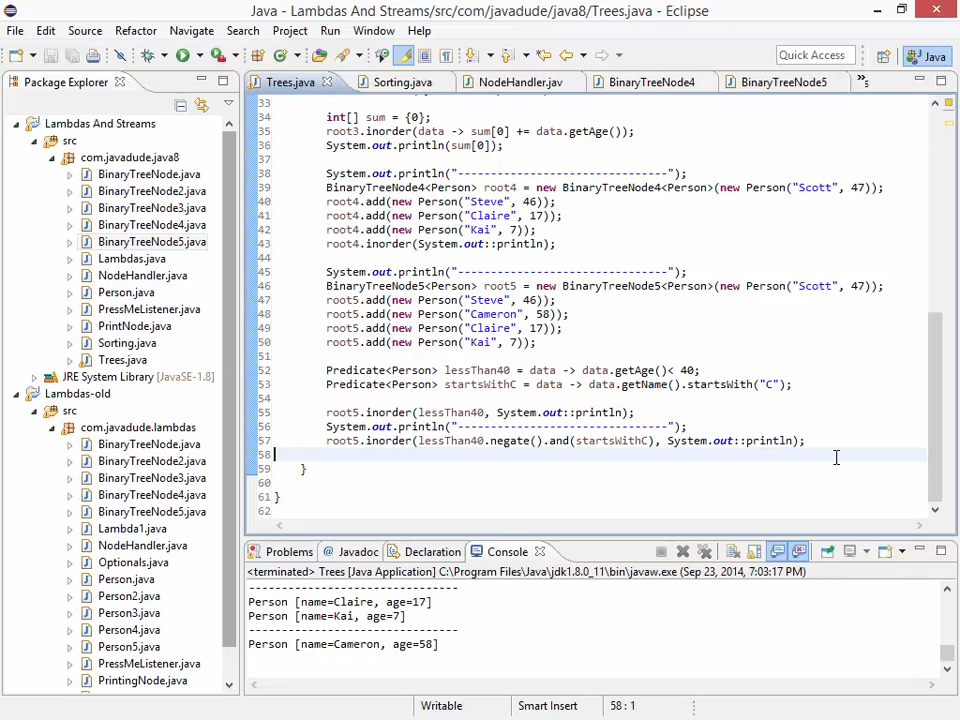 Java - Lambdas And Streams/src/com/javadude/java8/Trees.java - Eclipse
File Edit Source Refactor Navigate Search Project Run Window Help
Quick Access
Java
Package Explorer
Lambdas And Streams
src
com.javadude.java8
BinaryTreeNode.java
BinaryTreeNode2.java
BinaryTreeNode3.java
BinaryTreeNode4.java
BinaryTreeNode5.java
Lambdas.java
NodeHandler.java
Person.java
PressMeListener.java
PrintNode.java
Sorting.java
Trees.java
JRE System Library [JavaSE-1.8]
Lambdas-old
src
com.javadude.lambdas
BinaryTreeNode.java
BinaryTreeNode2.java
BinaryTreeNode3.java
BinaryTreeNode4.java
BinaryTreeNode5.java
Lambda1.java
NodeHandler.java
Optionals.java
Person.java
Person2.java
Person3.java
Person4.java
Person5.java
PressMeListener.java
PrintingNode.java
Trees.java Sorting.java NodeHandler.jav BinaryTreeNode4 BinaryTreeNode5 »5
33
34 int[] sum = {0};
35 root3.inorder(data -> sum[0] += data.getAge());
36 System.out.println(sum[0]);
37
38 System.out.println("-------------------------------");
39 BinaryTreeNode4<Person> root4 = new BinaryTreeNode4<Person>(new Person("Scott", 47));
40 root4.add(new Person("Steve", 46));
41 root4.add(new Person("Claire", 17));
42 root4.add(new Person("Kai", 7));
43 root4.inorder(System.out::println);
44
45 System.out.println("-------------------------------");
46 BinaryTreeNode5<Person> root5 = new BinaryTreeNode5<Person>(new Person("Scott", 47));
47 root5.add(new Person("Steve", 46));
48 root5.add(new Person("Cameron", 58));
49 root5.add(new Person("Claire", 17));
50 root5.add(new Person("Kai", 7));
51
52 Predicate<Person> lessThan40 = data -> data.getAge()< 40;
53 Predicate<Person> startsWithC = data -> data.getName().startsWith("C");
54
55 root5.inorder(lessThan40, System.out::println);
56 System.out.println("-------------------------------");
57 root5.inorder(lessThan40.negate().and(startsWithC), System.out::println);
58
59 }
60
61 }
62
Problems @ Javadoc Declaration Console
<terminated> Trees [Java Application] C:\Program Files\Java\jdk1.8.0_11\bin\javaw.exe (Sep 23, 2014, 7:03:17 PM)
-------------------------------
Person [name=Claire, age=17]
Person [name=Kai, age=7]
-------------------------------
Person [name=Cameron, age=58]
Writable Smart Insert 58 : 1